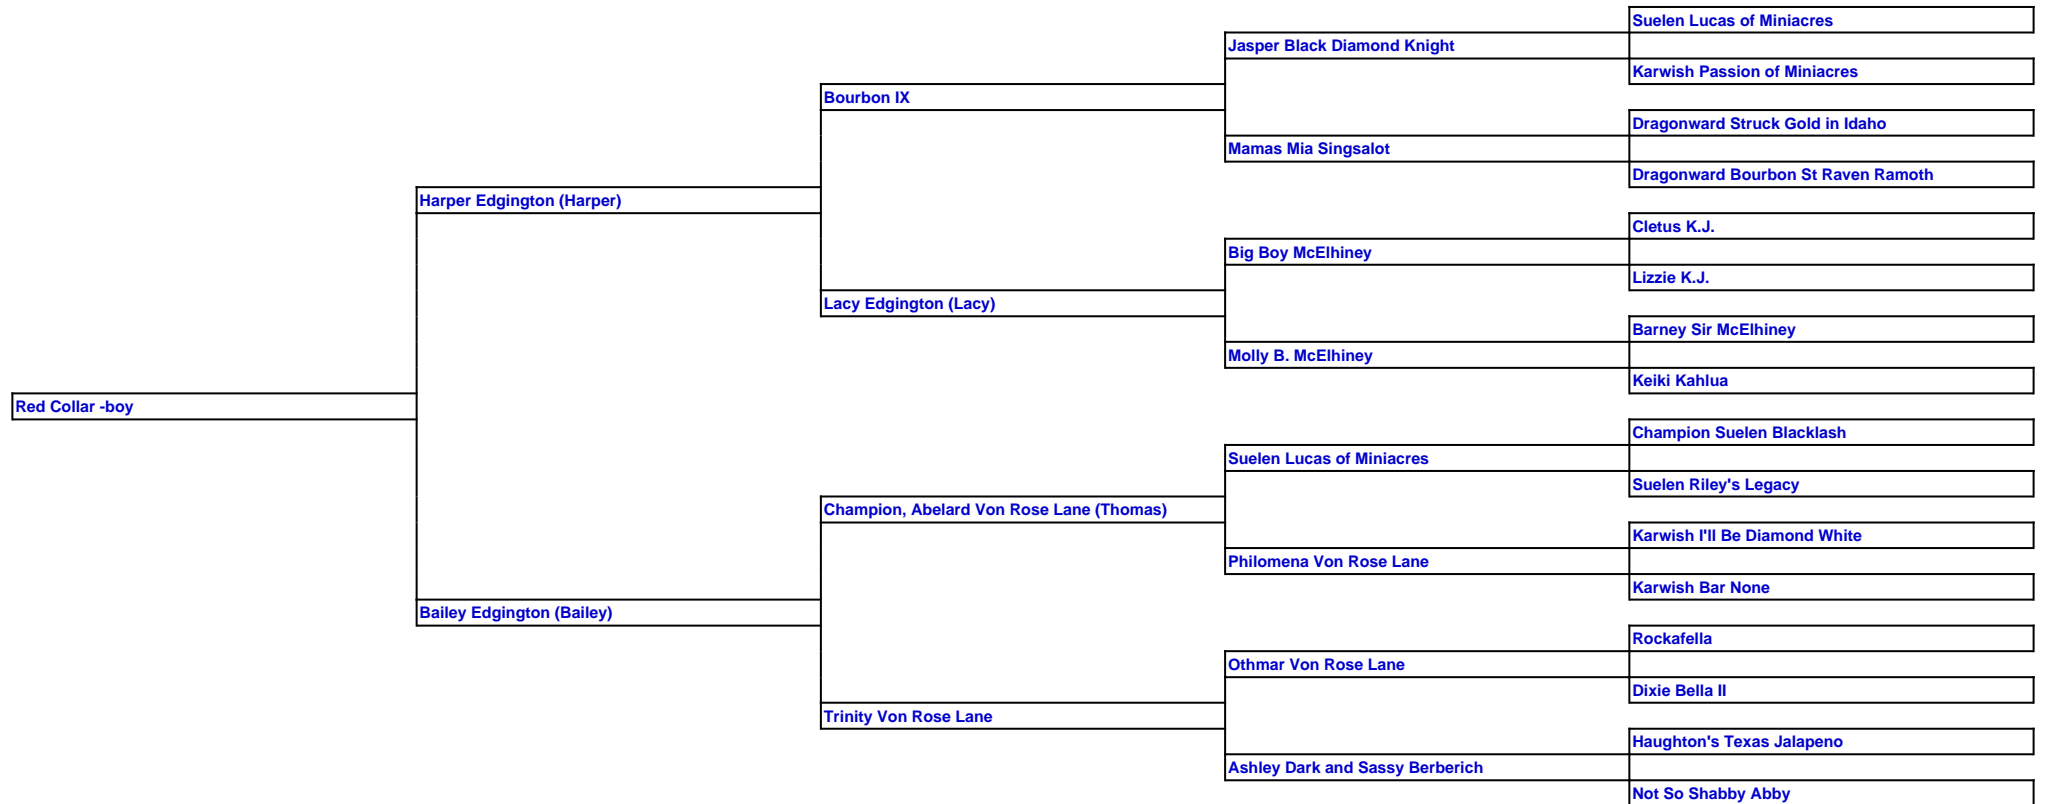 Suelen Lucas of Miniacres
Jasper Black Diamond Knight
Karwish Passion of Miniacres
Bourbon IX
Dragonward Struck Gold in Idaho
Mamas Mia Singsalot
Dragonward Bourbon St Raven Ramoth
Harper Edgington (Harper)
Cletus K.J.
Big Boy McElhiney
Lizzie K.J.
Lacy Edgington (Lacy)
Barney Sir McElhiney
Molly B. McElhiney
Keiki Kahlua
Red Collar -boy
Champion Suelen Blacklash
Suelen Lucas of Miniacres
Suelen Riley's Legacy
Champion, Abelard Von Rose Lane (Thomas)
Karwish I'll Be Diamond White
Philomena Von Rose Lane
Karwish Bar None
Bailey Edgington (Bailey)
Rockafella
Othmar Von Rose Lane
Dixie Bella II
Trinity Von Rose Lane
Haughton's Texas Jalapeno
Ashley Dark and Sassy Berberich
Not So Shabby Abby